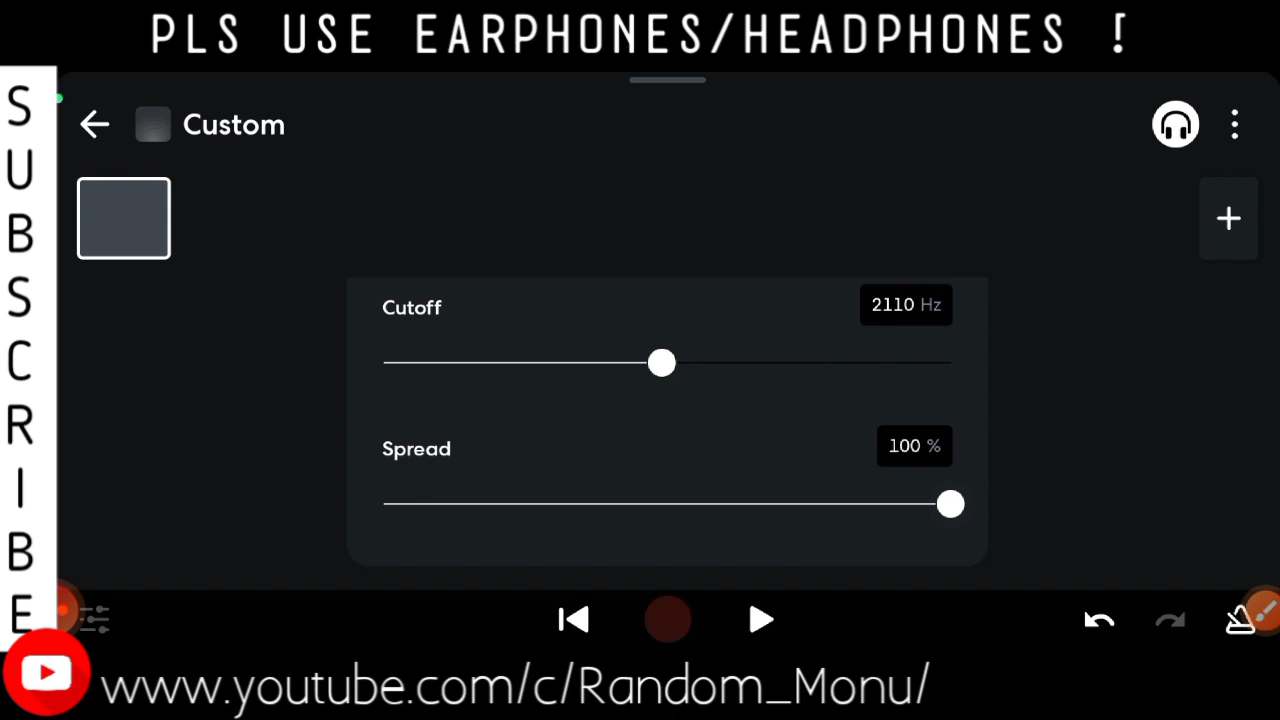 PLS USE EARPHONES/HEADPHONES !
SUBSCRIBE
Custom
Cutoff
2110 Hz
Spread
100 %
www.youtube.com/c/Random_Monu/